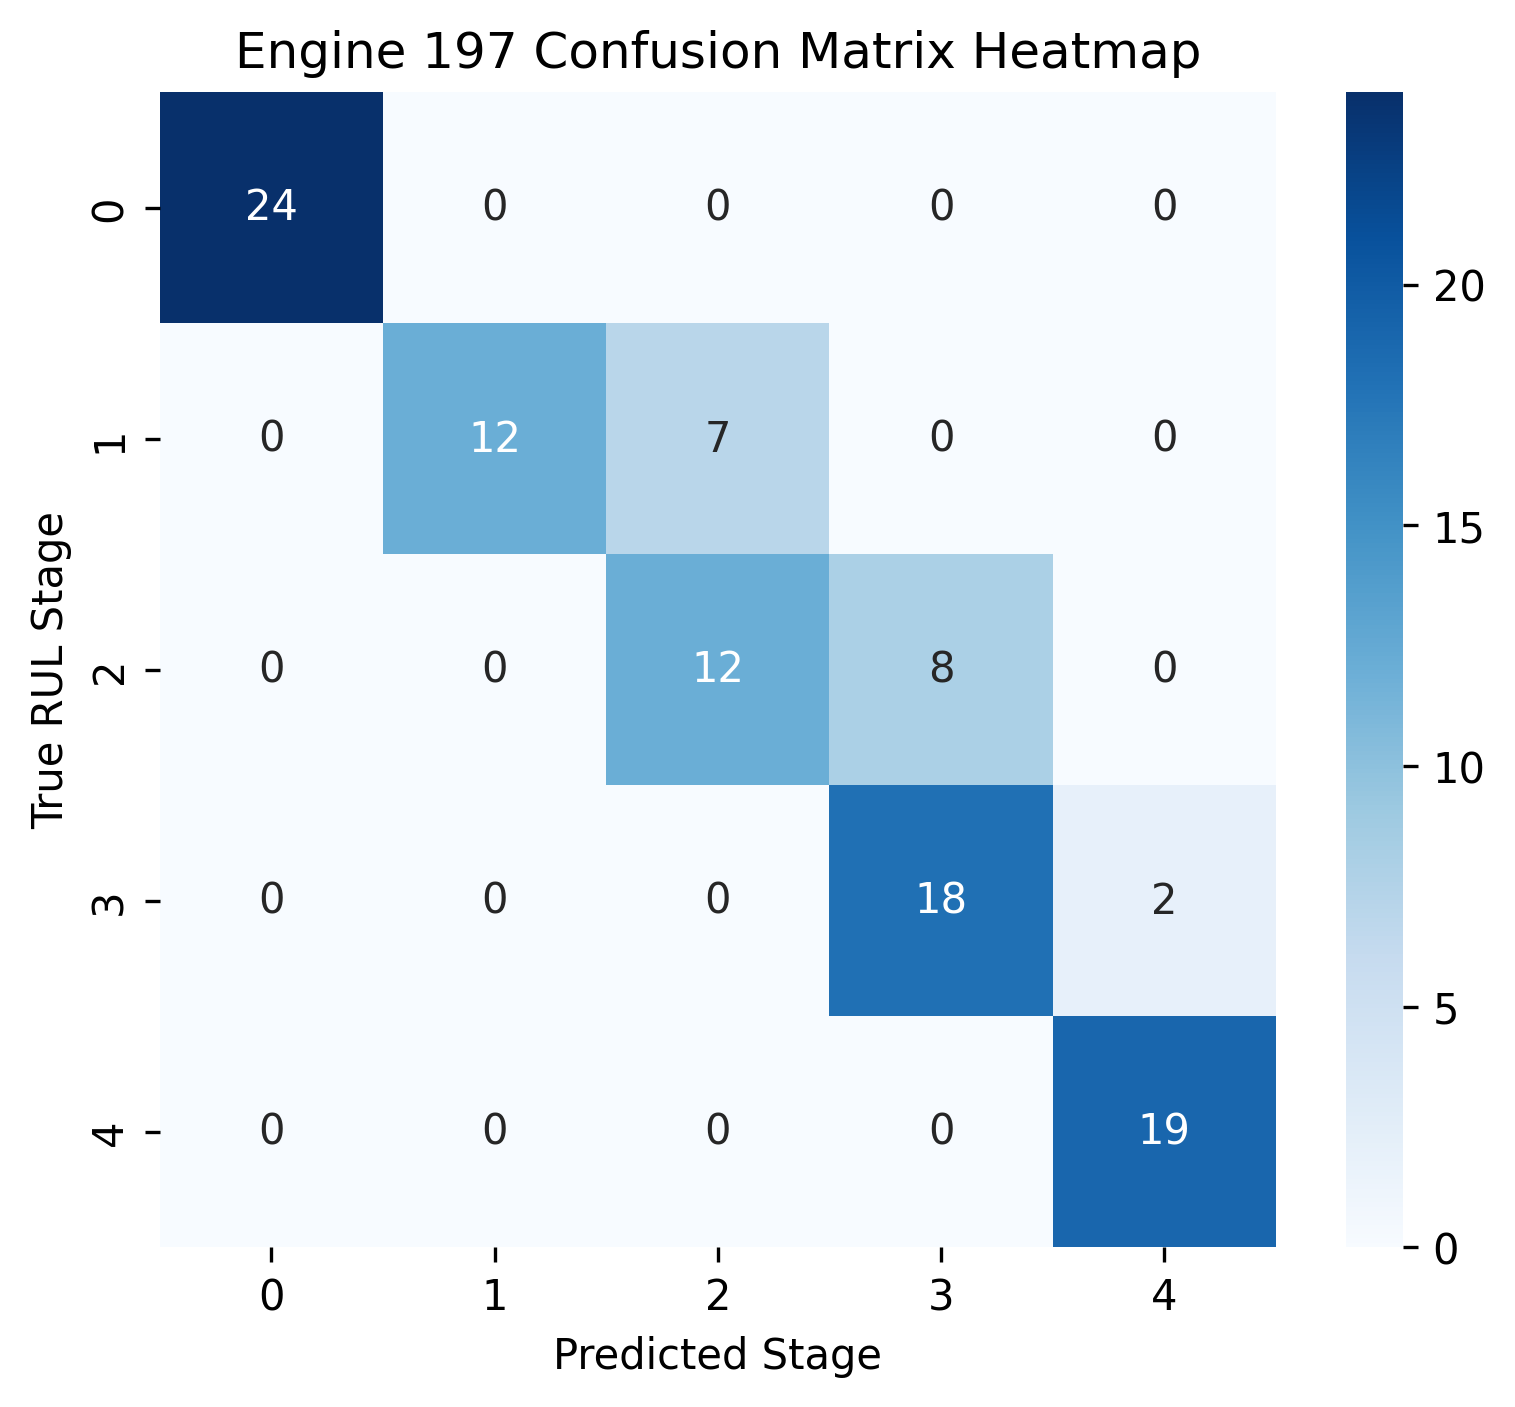 Engine 197 Confusion Matrix Heatmap
True RUL Stage
0 24 0 0 0 0
1 0 12 7 0 0
2 0 0 12 8 0
3 0 0 0 18 2
4 0 0 0 0 19
0 1 2 3 4
Predicted Stage
20
15
10
5
0